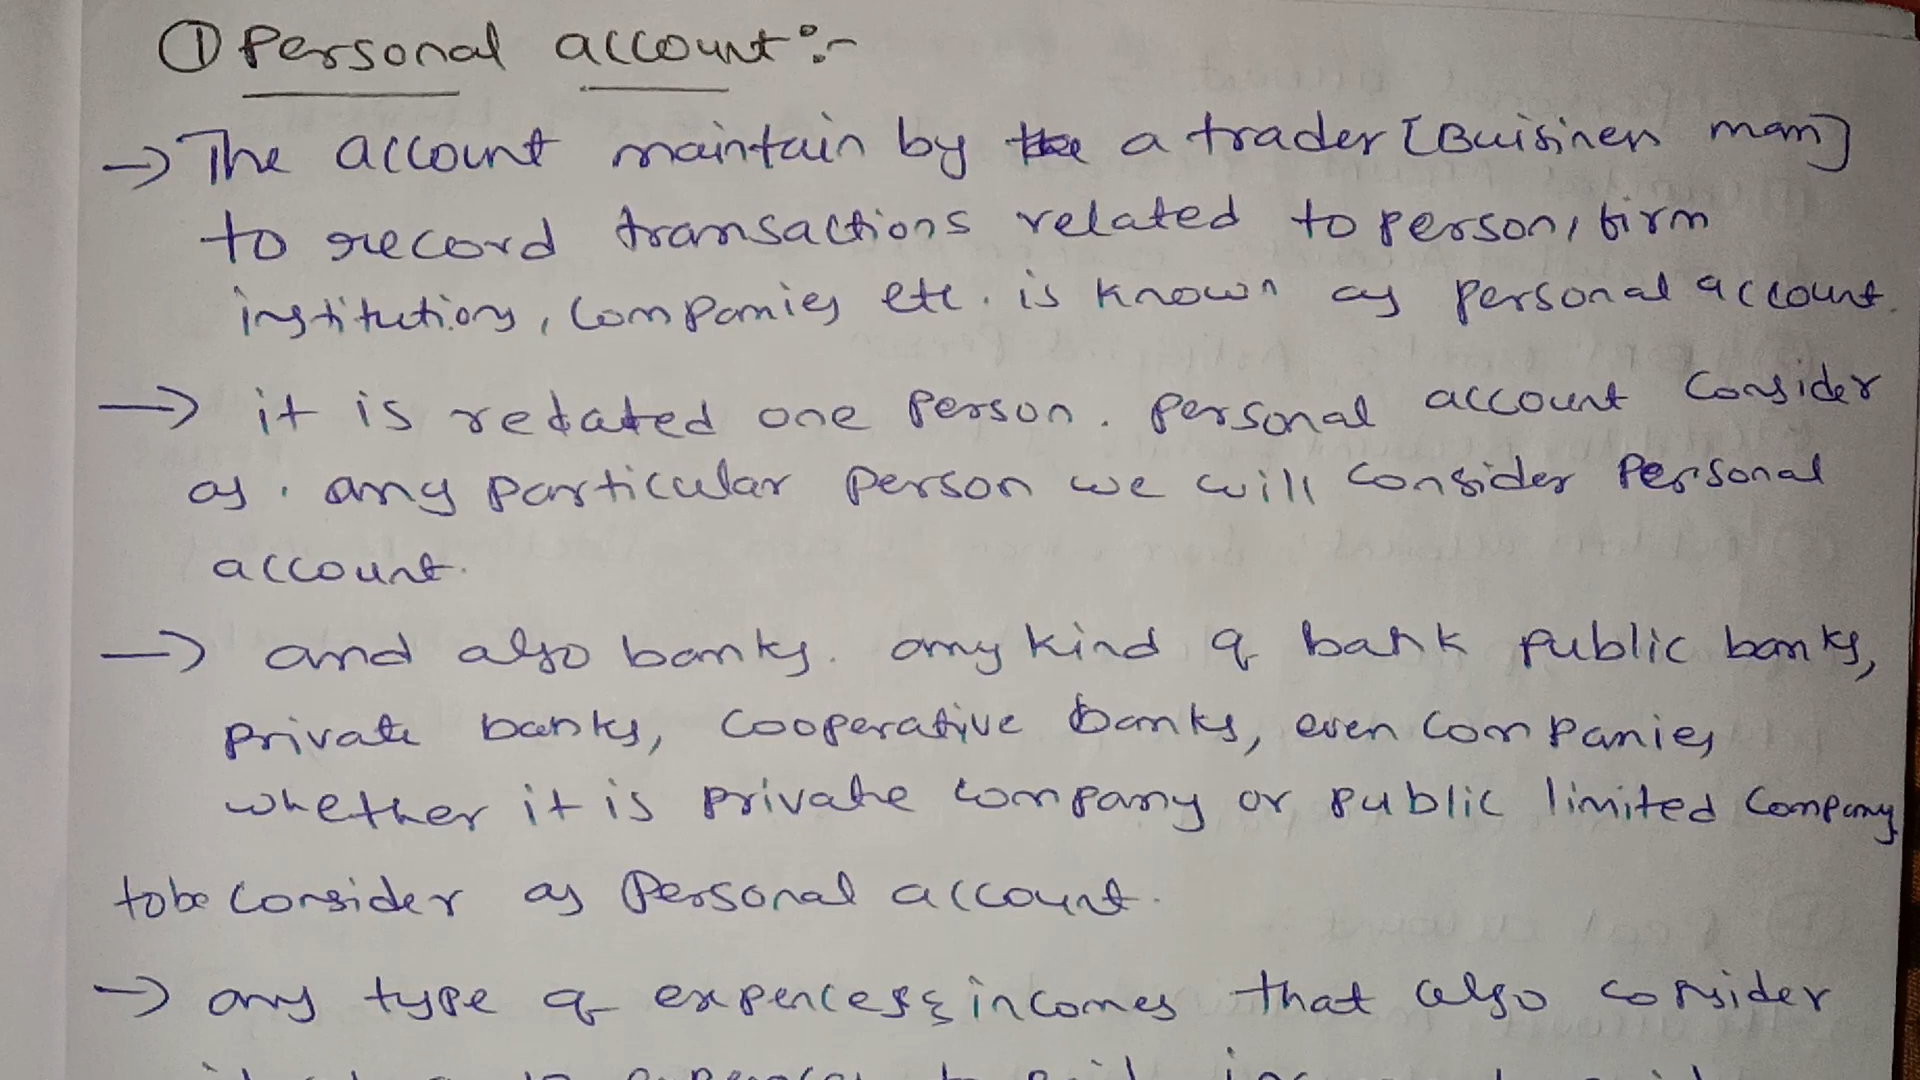 ① Personal account:-
→ The account maintain by the a trader [Buisiness man]
to record transactions related to person, firm
institutions, Companies etc. is known as personal account.
→ it is related one person. personal account consider
as. any particular person we will consider Personal
account.
→ and also banks. any kind of bank public banks,
private banks, cooperative banks, even companies
whether it is private company or public limited company
to be consider as Personal account.
→ any type of expences & incomes that also consider